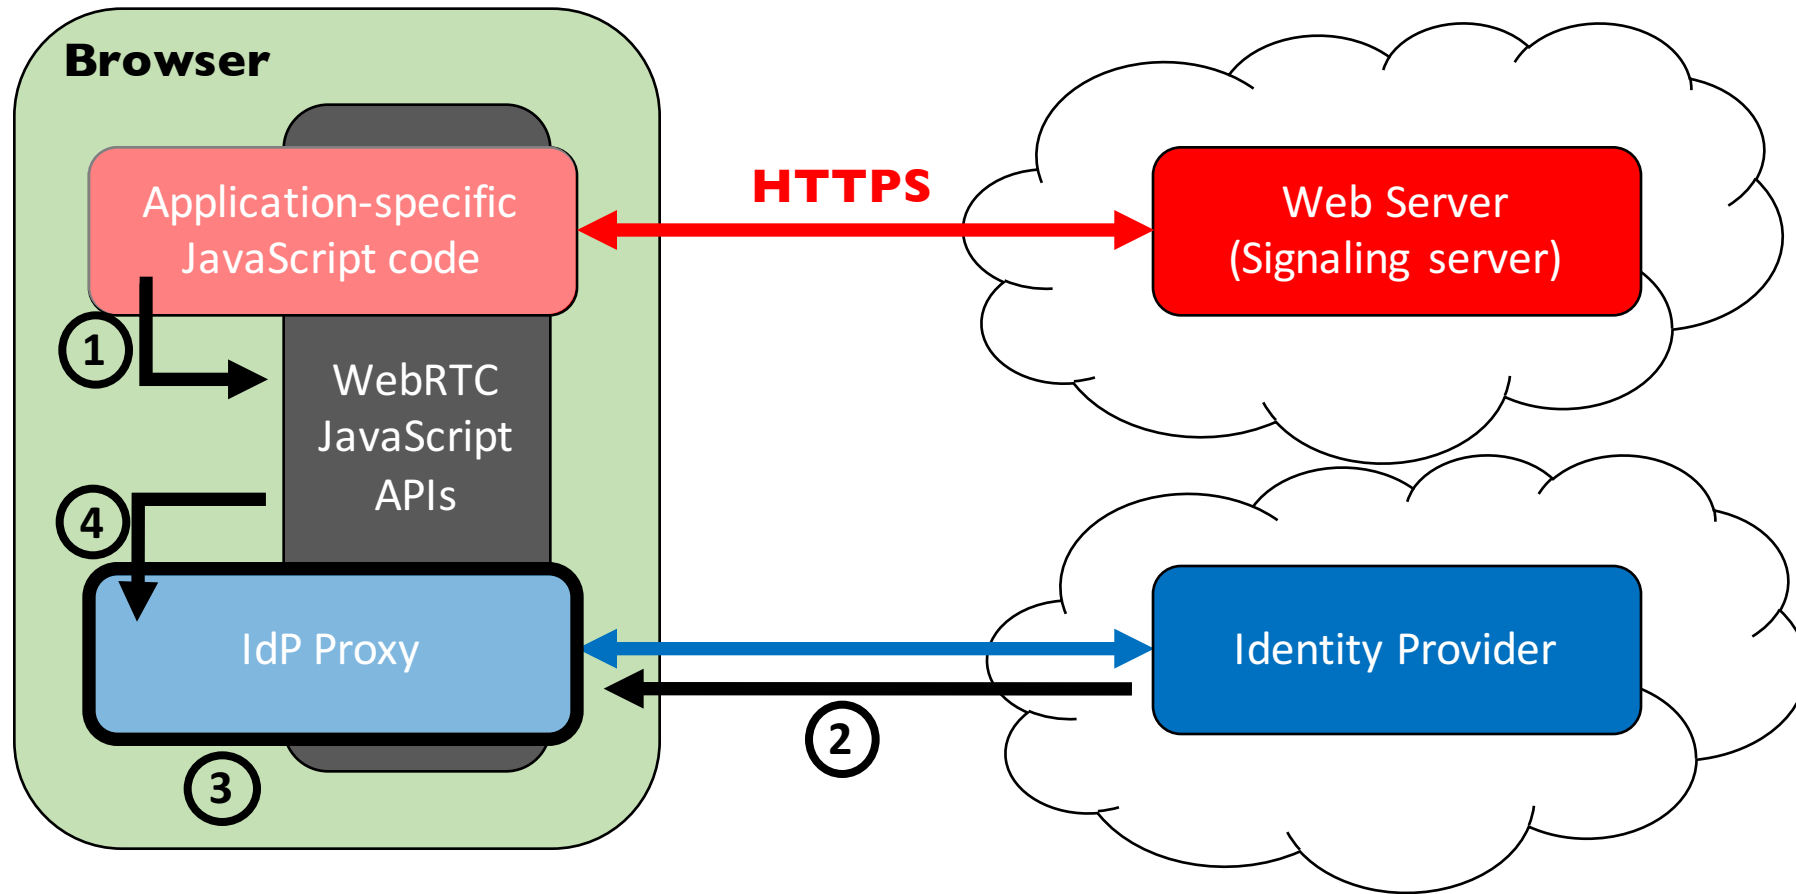 Browser
Application-specific
JavaScript code
HTTPS
Web Server
(Signaling server)
1
WebRTC
JavaScript
APIs
4
IdP Proxy
Identity Provider
2
3